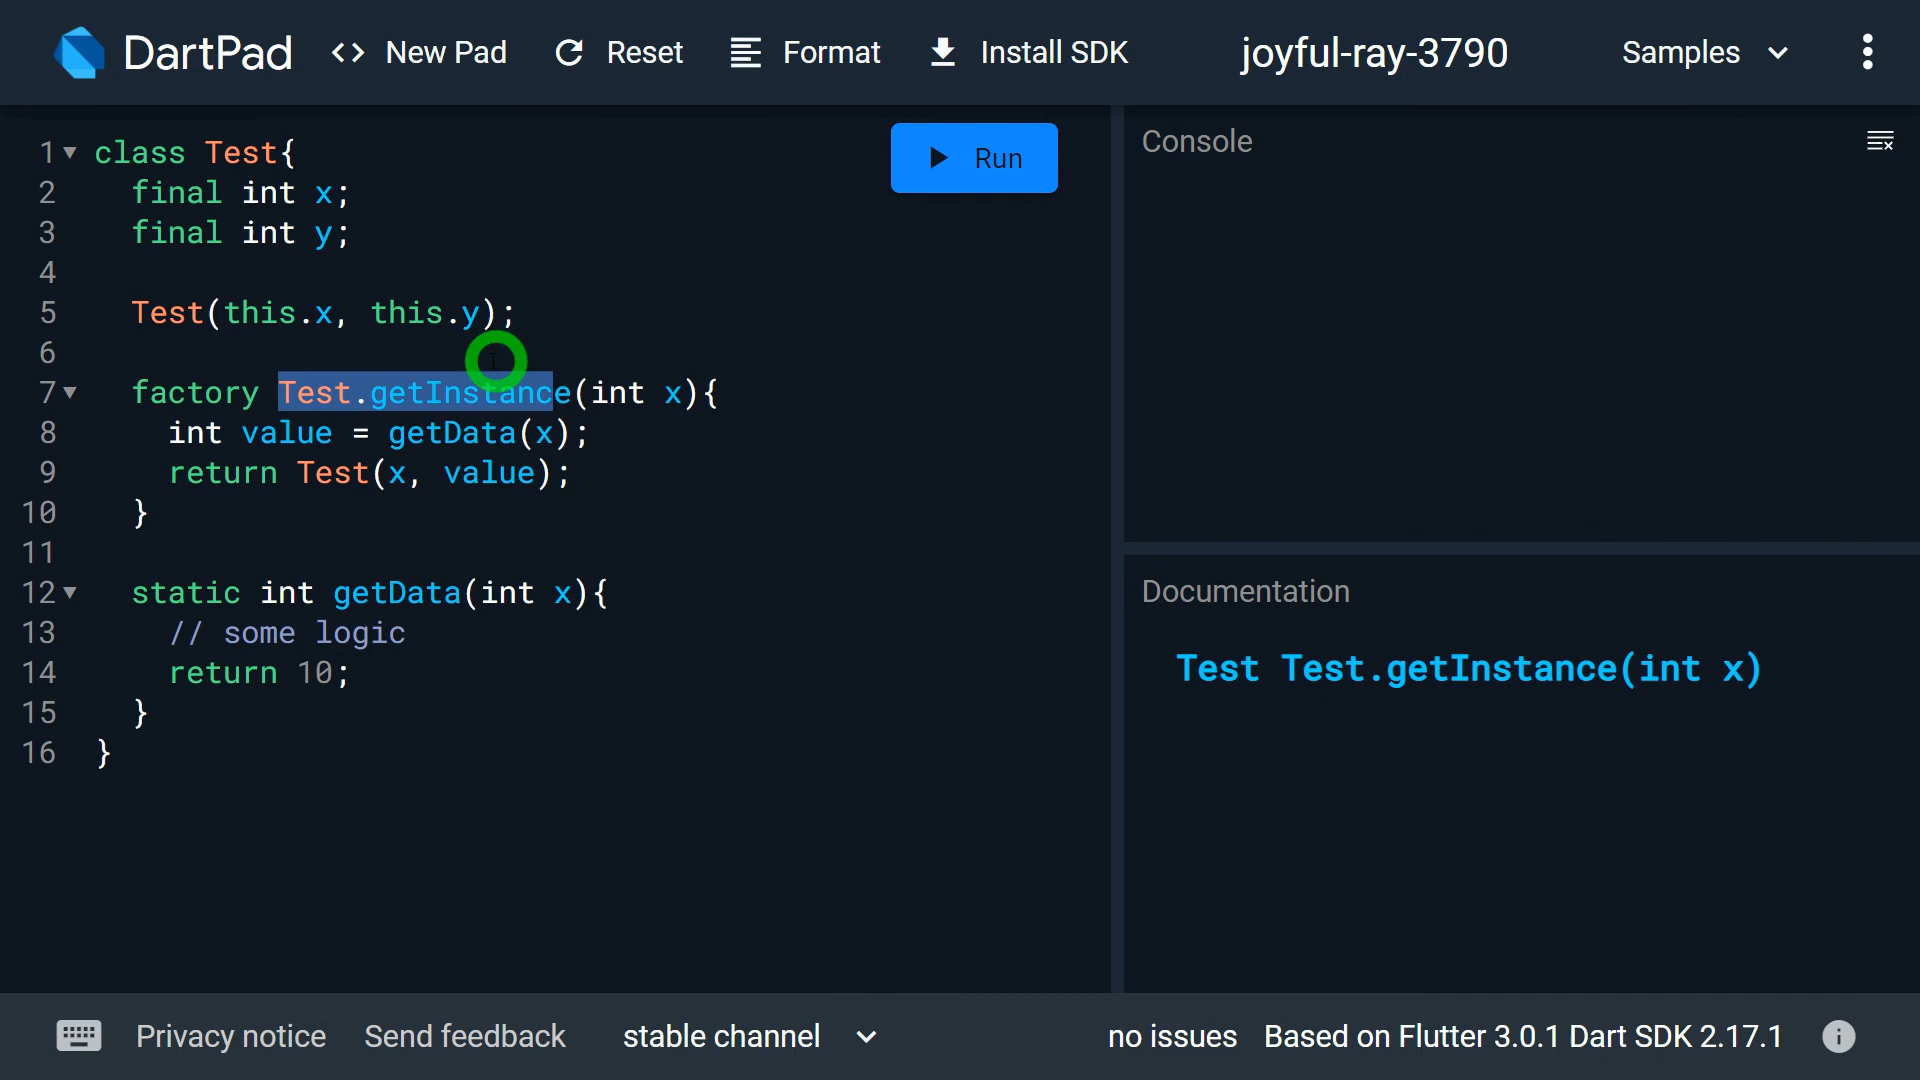 DartPad <> New Pad Reset Format Install SDK joyful-ray-3790 Samples
1 class Test{
2 final int x;
3 final int y;
4
5 Test(this.x, this.y);
6
7 factory Test.getInstance(int x){
8 int value = getData(x);
9 return Test(x, value);
10 }
11
12 static int getData(int x){
13 // some logic
14 return 10;
15 }
16 }
Run
Console
Documentation
Test Test.getInstance(int x)
Privacy notice Send feedback stable channel no issues Based on Flutter 3.0.1 Dart SDK 2.17.1